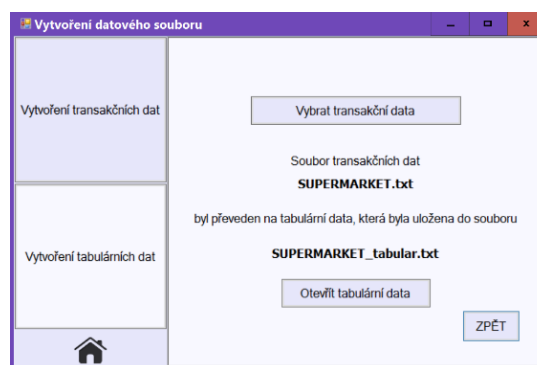 Vytvoření datového souboru
Vytvoření transakčních dat
Vytvoření tabulárních dat
Vybrat transakční data
Soubor transakčních dat
SUPERMARKET.txt
byl převeden na tabulární data, která byla uložena do souboru
SUPERMARKET_tabular.txt
Otevřít tabulární data
ZPĚT